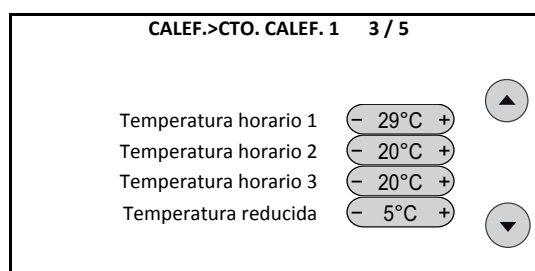 CALEF.>CTO. CALEF. 1 3 / 5
Temperatura horario 1 − 29°C +
Temperatura horario 2 − 20°C +
Temperatura horario 3 − 20°C +
Temperatura reducida − 5°C +